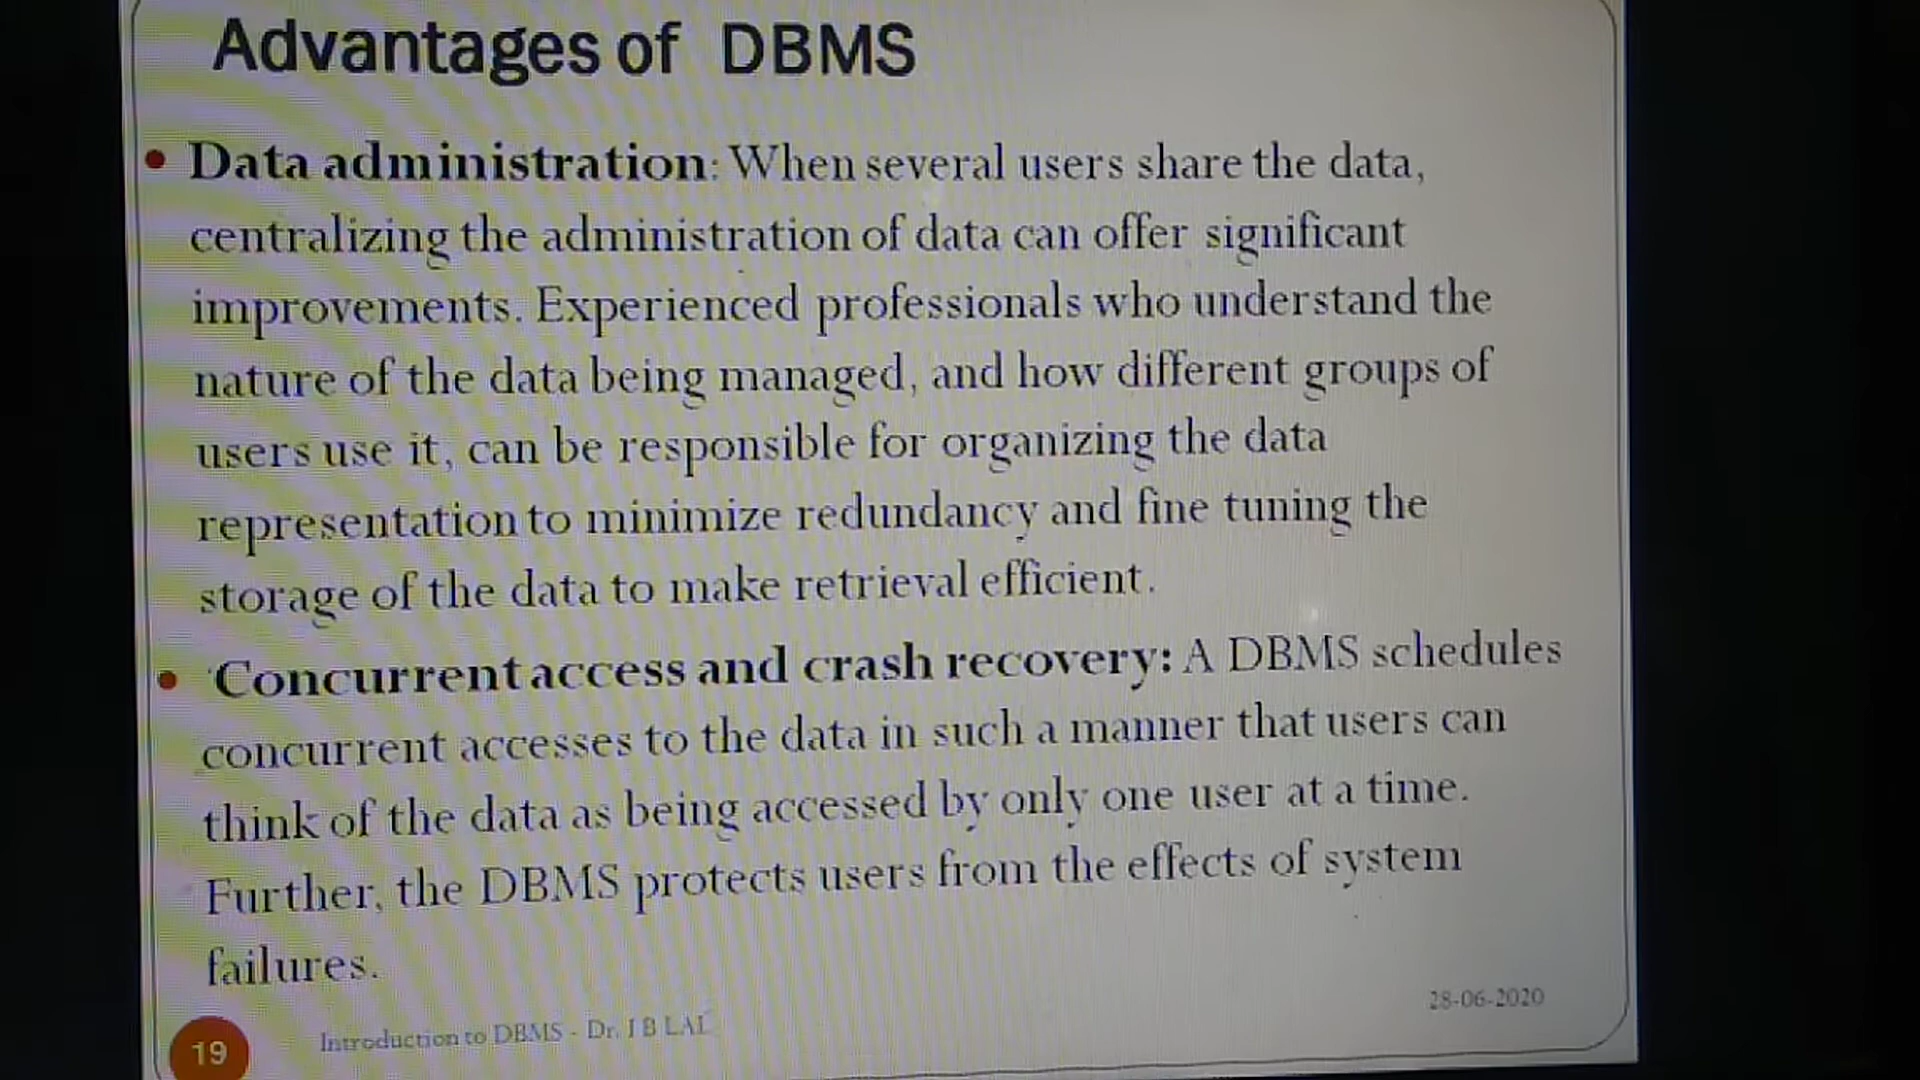 Advantages of DBMS
• Data administration: When several users share the data,
centralizing the administration of data can offer significant
improvements. Experienced professionals who understand the
nature of the data being managed, and how different groups of
users use it, can be responsible for organizing the data
representation to minimize redundancy and fine tuning the
storage of the data to make retrieval efficient.
• Concurrent access and crash recovery: A DBMS schedules
concurrent accesses to the data in such a manner that users can
think of the data as being accessed by only one user at a time.
Further, the DBMS protects users from the effects of system
failures.
28-06-2020
19 Introduction to DBMS - Dr. I B LAL